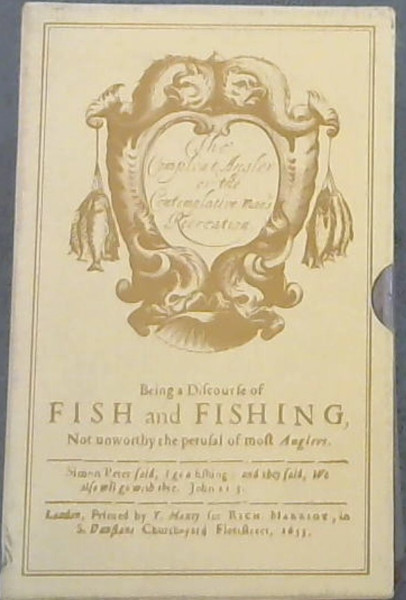 The
Compleat Angler
or the
Contemplative man's
Recreation
Being a Discourse of
FISH and FISHING,
Not unworthy the perusal of most Anglers.
Simon Peter said, I go a fishing: and they said, We
also wil go with thee. John 21. 3.
London, Printed by T. Maxey for RICH. MARRIOT, in
S. Dunstans Churchyard Fleetstreet, 1653.